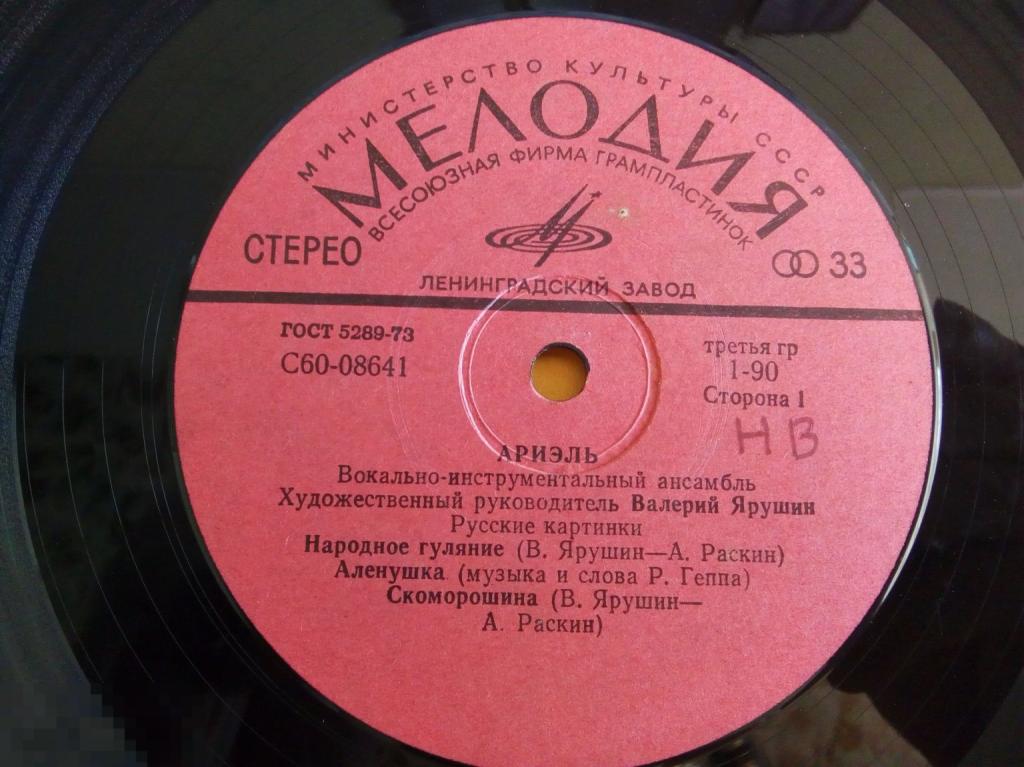 МИНИСТЕРСТВО КУЛЬТУРЫ СССР
МЕЛОДИЯ
ВСЕСОЮЗНАЯ ФИРМА ГРАМПЛАСТИНОК
СТЕРЕО
33
ЛЕНИНГРАДСКИЙ ЗАВОД
ГОСТ 5289-73
С60-08641
третья гр
1-90
Сторона 1
НВ
АРИЭЛЬ
Вокально-инструментальный ансамбль
Художественный руководитель Валерий Ярушин
Русские картинки
Народное гуляние (В. Ярушин—А. Раскин)
Аленушка (музыка и слова Р. Геппа)
Скоморошина (В. Ярушин—
А. Раскин)